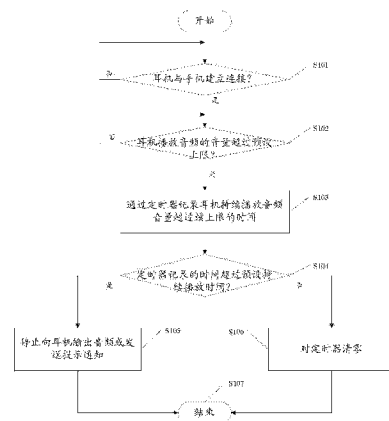 开始
耳机与手机建立连接?
S101
否
是
耳机播放音频的音量超过预设
上限?
S102
否
是
通过定时器记录耳机持续播放音频
音量超过该上限的时间
S103
定时器记录的时间超过预设持
续播放时间?
S104
是
否
停止向耳机输出音频或发
送提示通知
S105
对定时器清零
S106
S107
结束